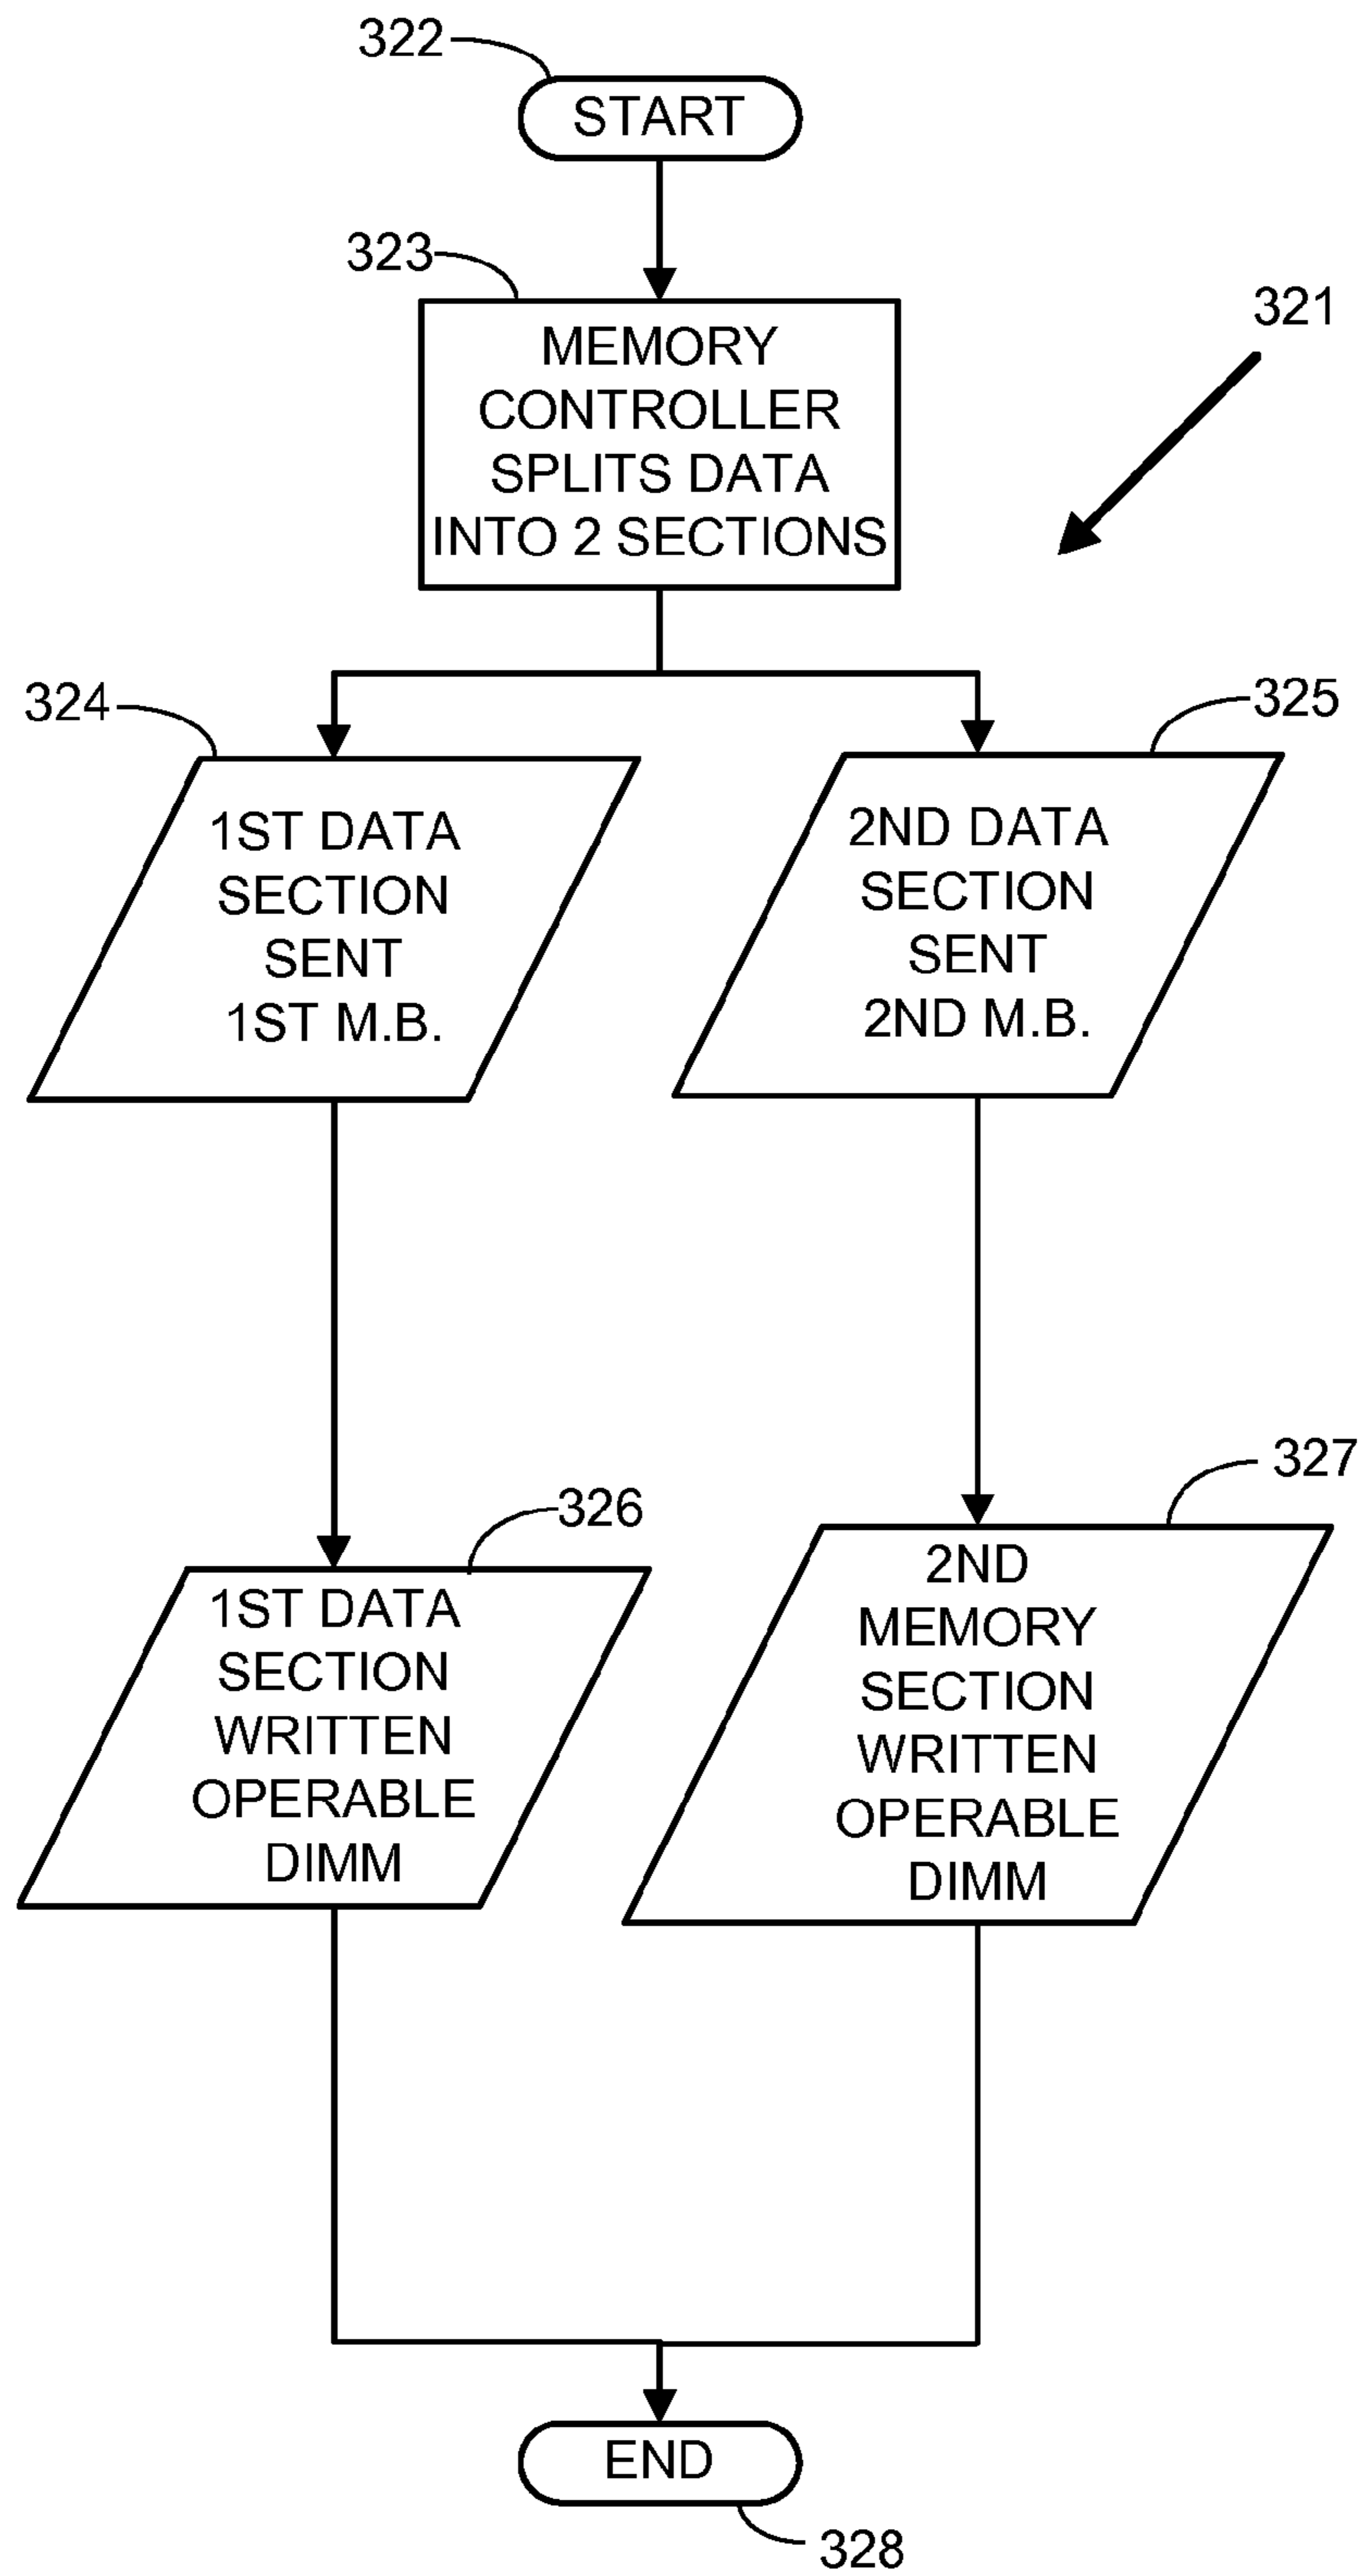 322
START
323
MEMORY
CONTROLLER
SPLITS DATA
INTO 2 SECTIONS
321
324
1ST DATA
SECTION
SENT
1ST M.B.
325
2ND DATA
SECTION
SENT
2ND M.B.
326
1ST DATA
SECTION
WRITTEN
OPERABLE
DIMM
327
2ND
MEMORY
SECTION
WRITTEN
OPERABLE
DIMM
END
328